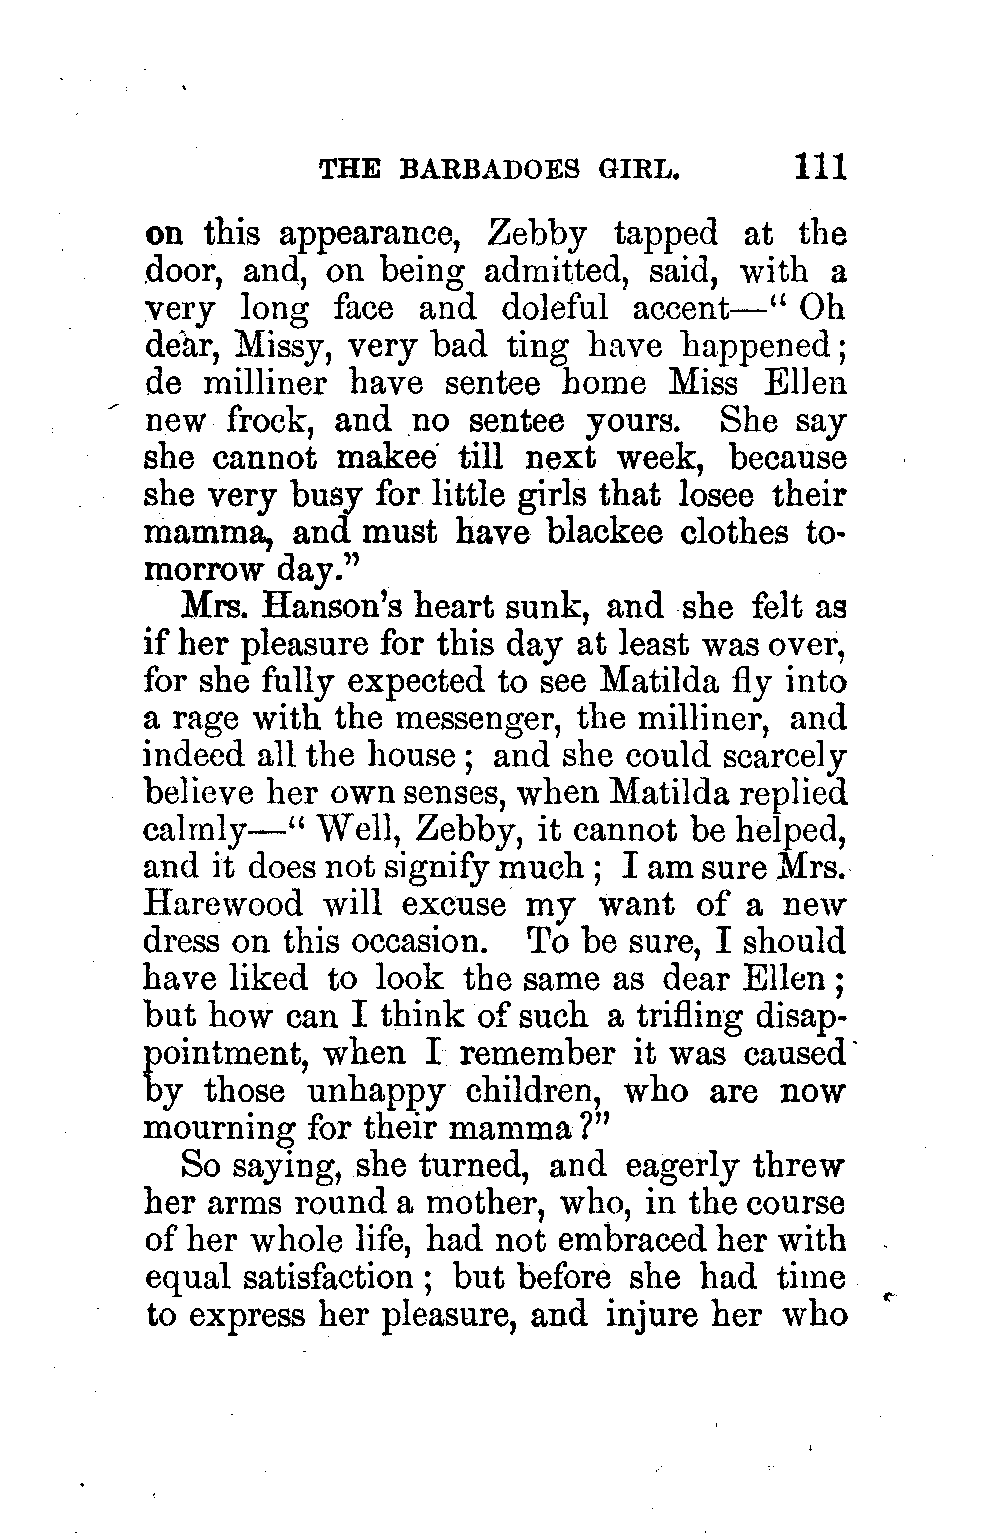 THE BARBADOES GIRL. 111
on this appearance, Zebby tapped at the
door, and, on being admitted, said, with a
very long face and doleful accent—" Oh
dear, Missy, very bad ting have happened;
de milliner have sentee home Miss Ellen
new frock, and no sentee yours. She say
she cannot makee till next week, because
she very busy for little girls that losee their
mamma, and must have blackee clothes to-
morrow day."
Mrs. Hanson's heart sunk, and she felt as
if her pleasure for this day at least was over,
for she fully expected to see Matilda fly into
a rage with the messenger, the milliner, and
indeed all the house; and she could scarcely
believe her own senses, when Matilda replied
calmly—" Well, Zebby, it cannot be helped,
and it does not signify much; I am sure Mrs.
Harewood will excuse my want of a new
dress on this occasion. To be sure, I should
have liked to look the same as dear Ellen;
but how can I think of such a trifling disap-
pointment, when I remember it was caused
by those unhappy children, who are now
mourning for their mamma?"
So saying, she turned, and eagerly threw
her arms round a mother, who, in the course
of her whole life, had not embraced her with
equal satisfaction; but before she had time
to express her pleasure, and injure her who